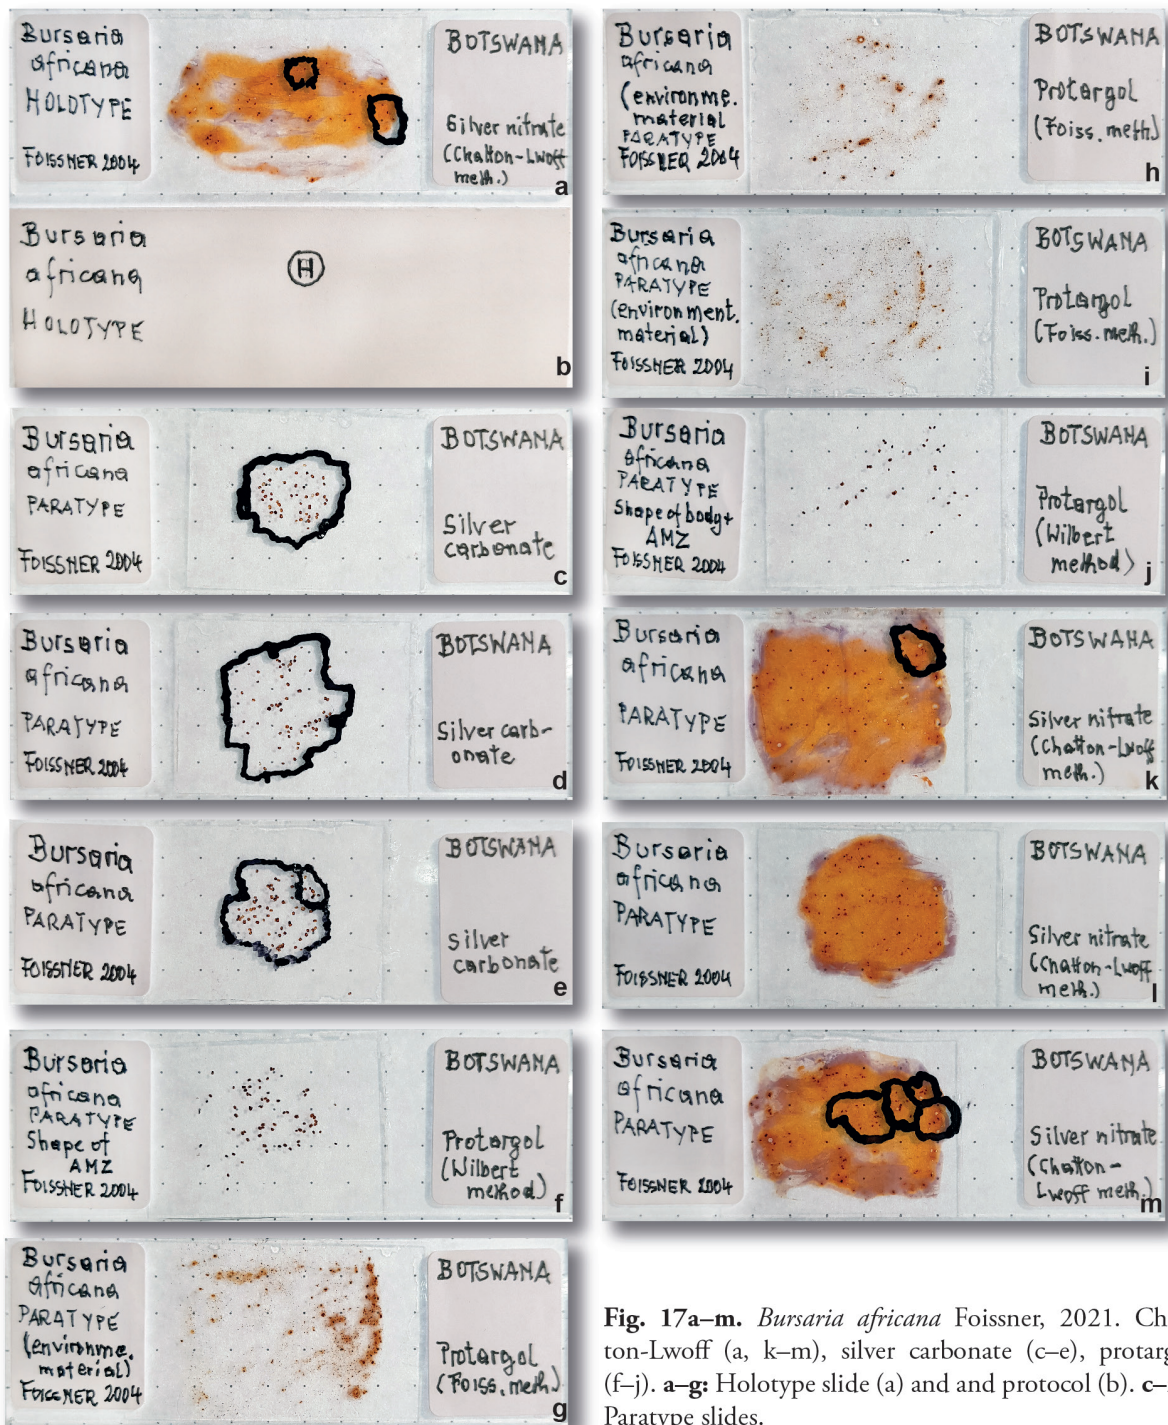 Bursaria
africana
HOLOTYPE
FOISSNER 2004
BOTSWANA
Silver nitrate
(Chatton-Lwoff
meth.)
a
Bursaria
africana
HOLOTYPE
H
b
Bursaria
africana
PARATYPE
FOISSNER 2004
BOTSWANA
Silver
carbonate
c
Bursaria
africana
PARATYPE
FOISSNER 2004
BOTSWANA
Silver carb-
onate
d
Bursaria
africana
PARATYPE
FOISSNER 2004
BOTSWANA
Silver
carbonate
e
Bursaria
africana
PARATYPE
Shape of
AMZ
FOISSNER 2004
BOTSWANA
Protargol
(Wilbert
method)
f
Bursaria
africana
PARATYPE
(environme.
material)
FOISSNER 2004
BOTSWANA
Protargol
(Foiss. meth.)
g
Bursaria
africana
(environme.
material
PARATYPE
FOISSNER 2004
BOTSWANA
Protargol
(Foiss. meth.)
h
Bursaria
africana
PARATYPE
(environment.
material)
FOISSNER 2004
BOTSWANA
Protargol
(Foiss. meth.)
i
Bursaria
africana
PARATYPE
Shape of body+
AMZ
FOISSNER 2004
BOTSWANA
Protargol
(Wilbert
method)
j
Bursaria
africana
PARATYPE
FOISSNER 2004
BOTSWANA
Silver nitrate
(Chatton-Lwoff
meth.)
k
Bursaria
africana
PARATYPE
FOISSNER 2004
BOTSWANA
Silver nitrate
(Chatton-Lwoff
meth.)
l
Bursaria
africana
PARATYPE
FOISSNER 2004
BOTSWANA
Silver nitrate
(Chatton-
Lwoff meth.)
m
Fig. 17a–m. Bursaria africana Foissner, 2021. Cha
ton-Lwoff (a, k–m), silver carbonate (c–e), protarg
(f–j). a–g: Holotype slide (a) and and protocol (b). c–
Paratype slides.